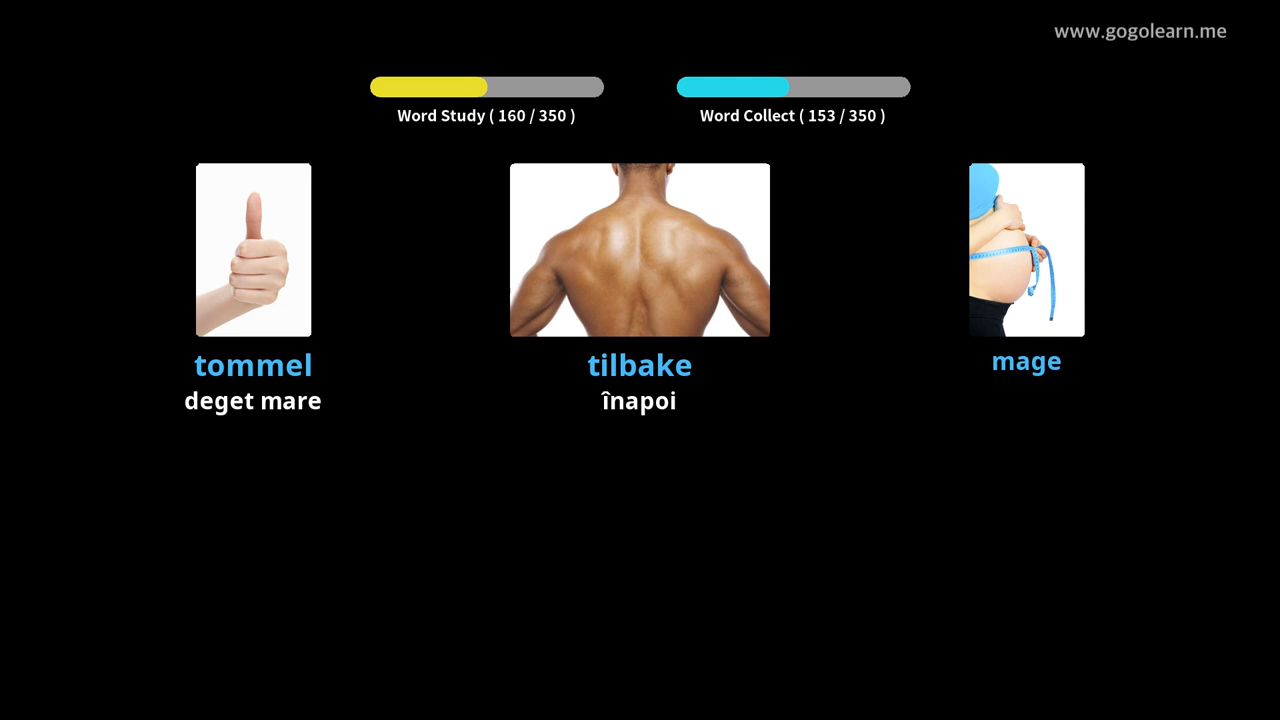 www.gogolearn.me
Word Study ( 160 / 350 )
Word Collect ( 153 / 350 )
tommel
deget mare
tilbake
înapoi
mage